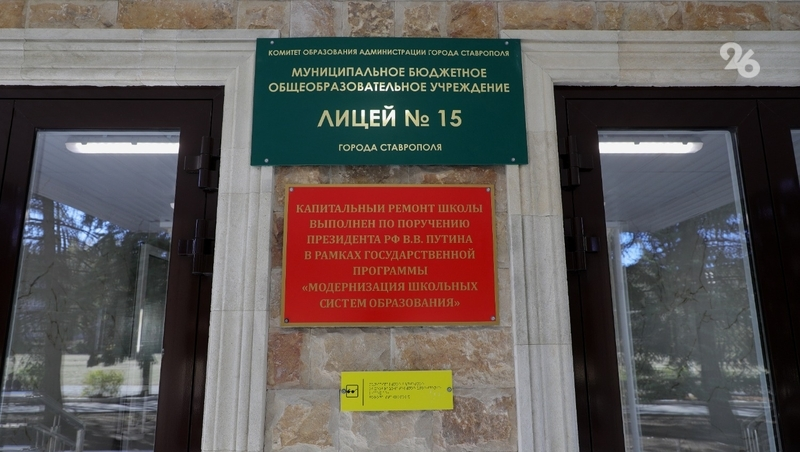 КОМИТЕТ ОБРАЗОВАНИЯ АДМИНИСТРАЦИИ ГОРОДА СТАВРОПОЛЯ
МУНИЦИПАЛЬНОЕ БЮДЖЕТНОЕ
ОБЩЕОБРАЗОВАТЕЛЬНОЕ УЧРЕЖДЕНИЕ
ЛИЦЕЙ № 15
ГОРОДА СТАВРОПОЛЯ
26
КАПИТАЛЬНЫЙ РЕМОНТ ШКОЛЫ
ВЫПОЛНЕН ПО ПОРУЧЕНИЮ
ПРЕЗИДЕНТА РФ В.В. ПУТИНА
В РАМКАХ ГОСУДАРСТВЕННОЙ
ПРОГРАММЫ
«МОДЕРНИЗАЦИЯ ШКОЛЬНЫХ
СИСТЕМ ОБРАЗОВАНИЯ»